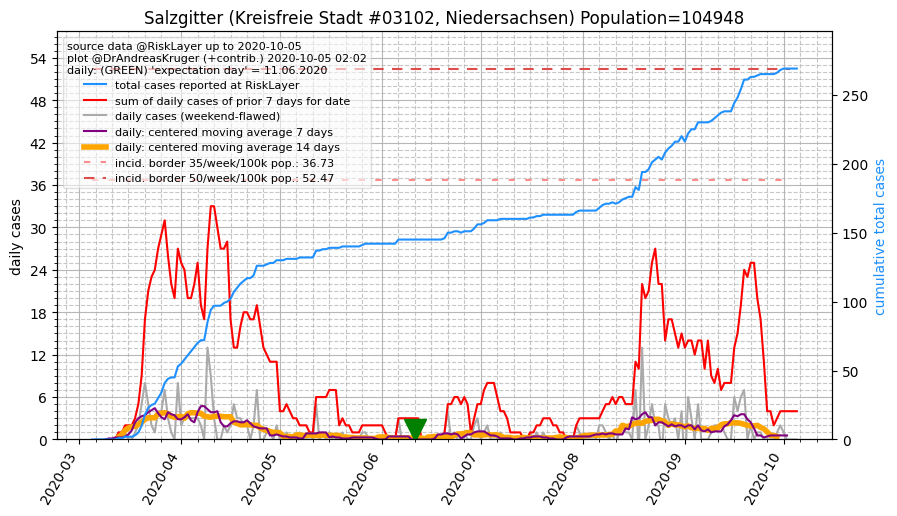 Salzgitter (Kreisfreie Stadt #03102, Niedersachsen) Population=104948
source data @RiskLayer up to 2020-10-05
plot @DrAndreasKruger (+contrib.) 2020-10-05 02:02
daily: (GREEN) 'expectation day' = 11.06.2020
total cases reported at RiskLayer
sum of daily cases of prior 7 days for date
daily cases (weekend-flawed)
daily: centered moving average 7 days
daily: centered moving average 14 days
incid. border 35/week/100k pop.: 36.73
incid. border 50/week/100k pop.: 52.47
daily cases
54
48
42
36
30
24
18
12
6
0
cumulative total cases
250
200
150
100
50
0
2020-03
2020-04
2020-05
2020-06
2020-07
2020-08
2020-09
2020-10